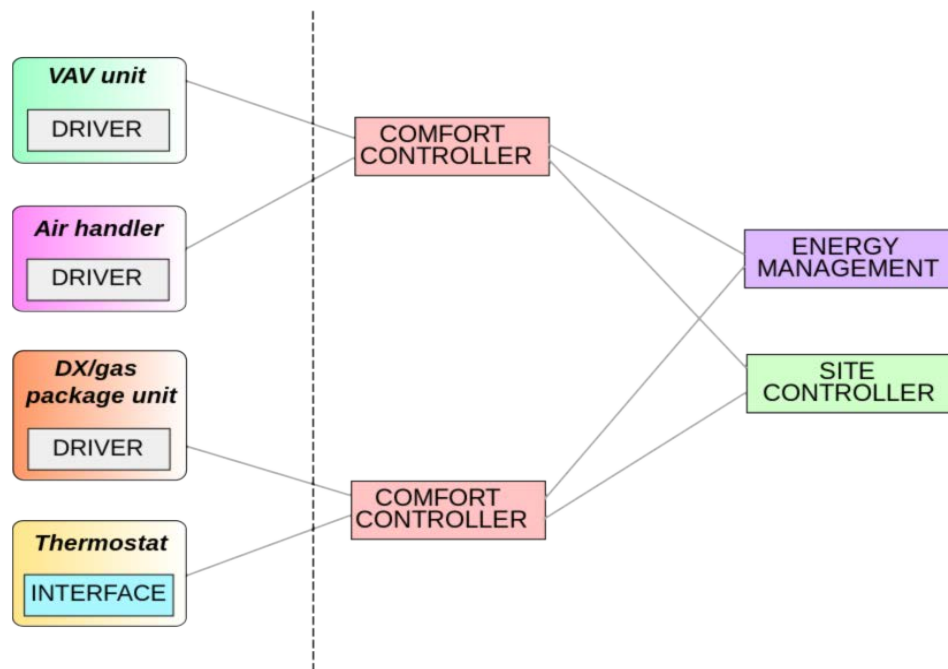 VAV unit
DRIVER
Air handler
DRIVER
DX/gas
package unit
DRIVER
Thermostat
INTERFACE
COMFORT
CONTROLLER
COMFORT
CONTROLLER
ENERGY
MANAGEMENT
SITE
CONTROLLER